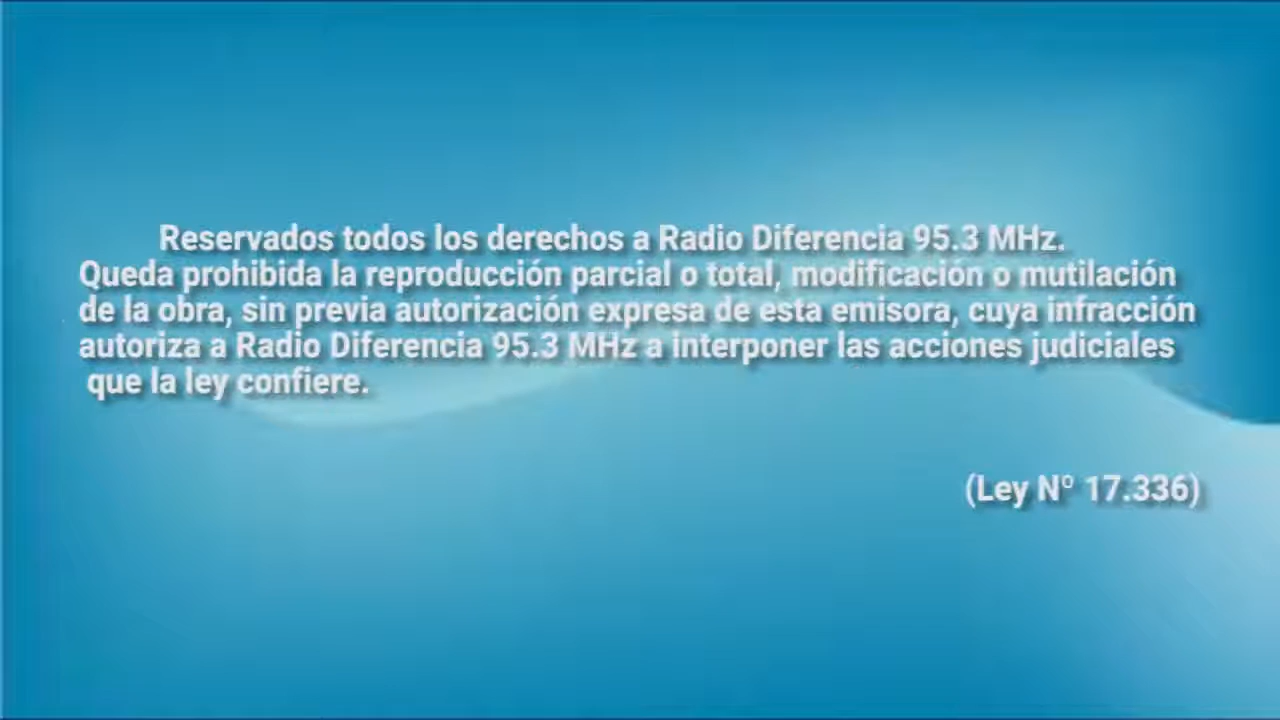 Reservados todos los derechos a Radio Diferencia 95.3 MHz.
Queda prohibida la reproducción parcial o total, modificación o mutilación
de la obra, sin previa autorización expresa de esta emisora, cuya infracción
autoriza a Radio Diferencia 95.3 MHz a interponer las acciones judiciales
que la ley confiere.
(Ley Nº 17.336)